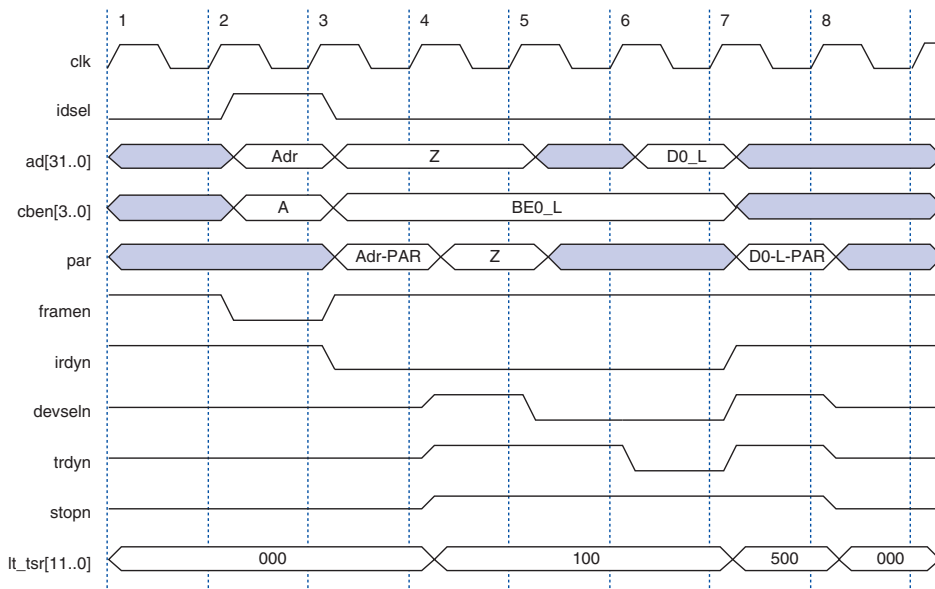 1 2 3 4 5 6 7 8
clk
idsel
ad[31..0] Adr Z D0_L
cben[3..0] A BE0_L
par Adr-PAR Z D0-L-PAR
framen
irdyn
devseln
trdyn
stopn
lt_tsr[11..0] 000 100 500 000